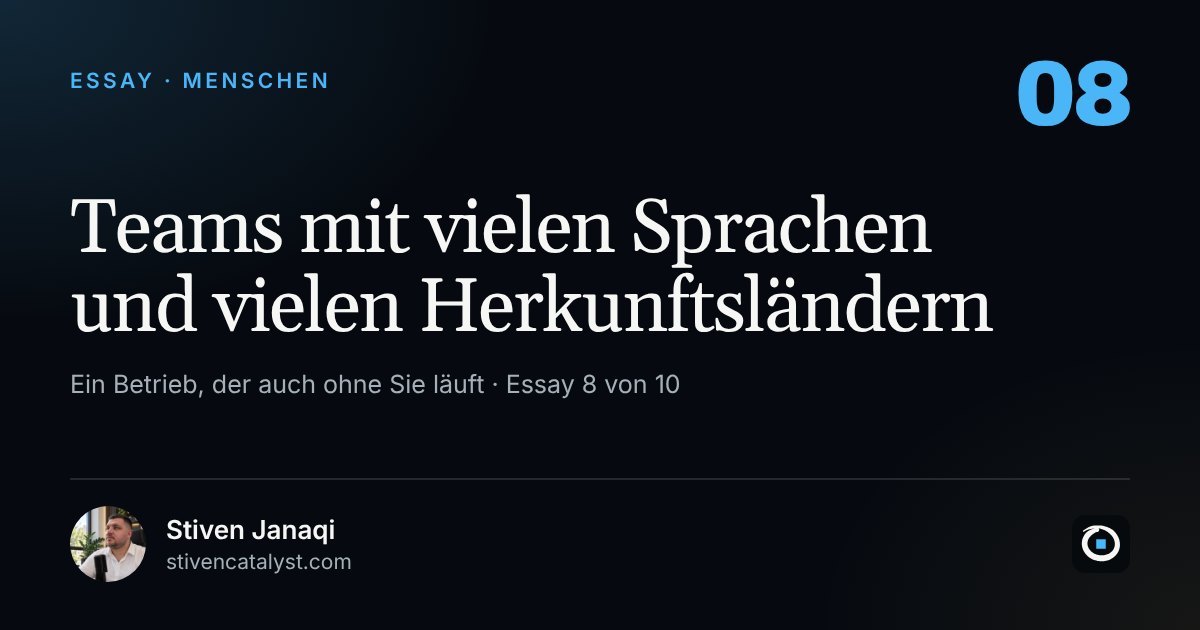 ESSAY · MENSCHEN
08
Teams mit vielen Sprachen
und vielen Herkunftsländern
Ein Betrieb, der auch ohne Sie läuft · Essay 8 von 10
Stiven Janaqi
stivencatalyst.com